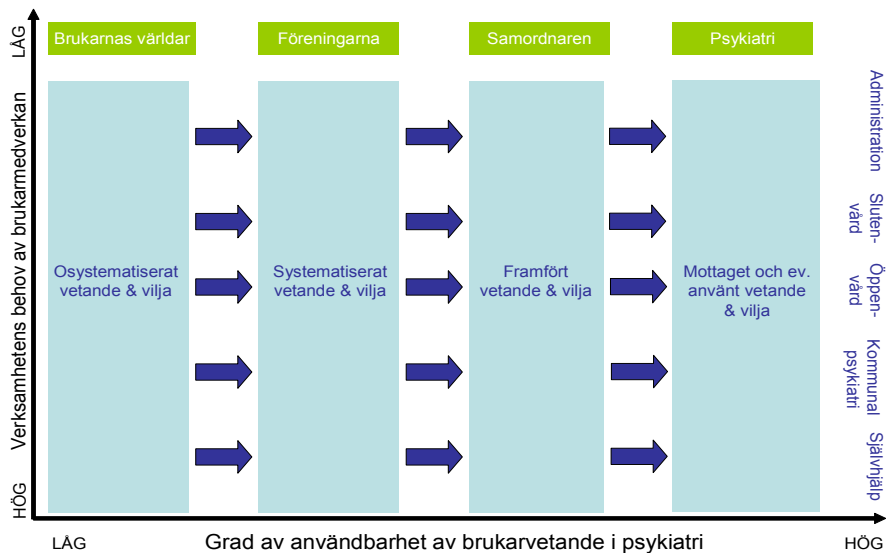 LÅG
Verksamhetens behov av brukarmedverkan
HÖG
Brukarnas världar
Föreningarna
Samordnaren
Psykiatri
Osystematiserat
vetande & vilja
Systematiserat
vetande & vilja
Framfört
vetande & vilja
Mottaget och ev.
använt vetande
& vilja
Administration
Sluten-
vård
Öppen-
vård
Kommunal
psykiatri
Självhjälp
LÅG
Grad av användbarhet av brukarvetande i psykiatri
HÖG